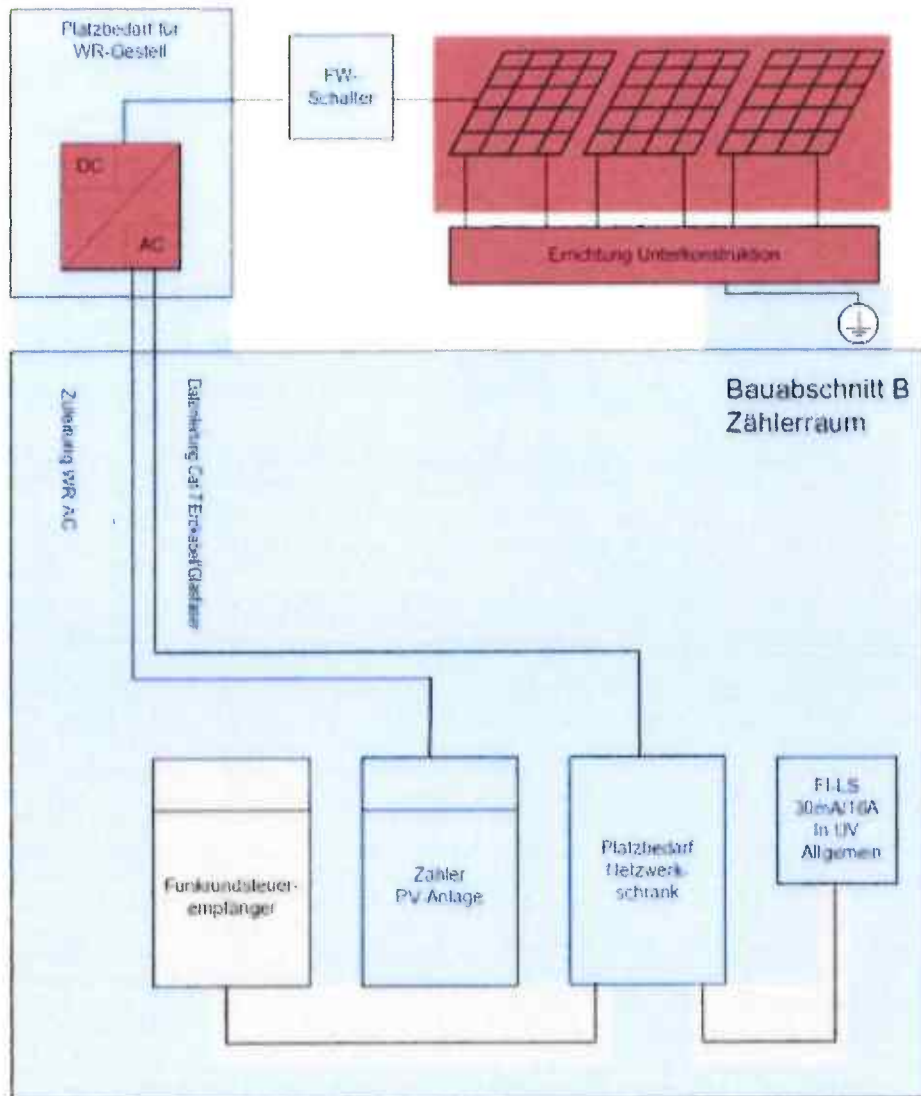 Platzbedarf für
WR-Gestell
FW-
Schalter
DC
AC
Errichtung Unterkonstruktion
Bauabschnitt B
Zählerraum
Zuleitung WR AC
Datenleitung Cat 7 Erdkabel/Glasfaser
Funkrundsteuer-
empfänger
Zähler
PV-Anlage
Platzbedarf
Netzwerk-
schrank
FI-LS
30mA/16A
In UV
Allgemein